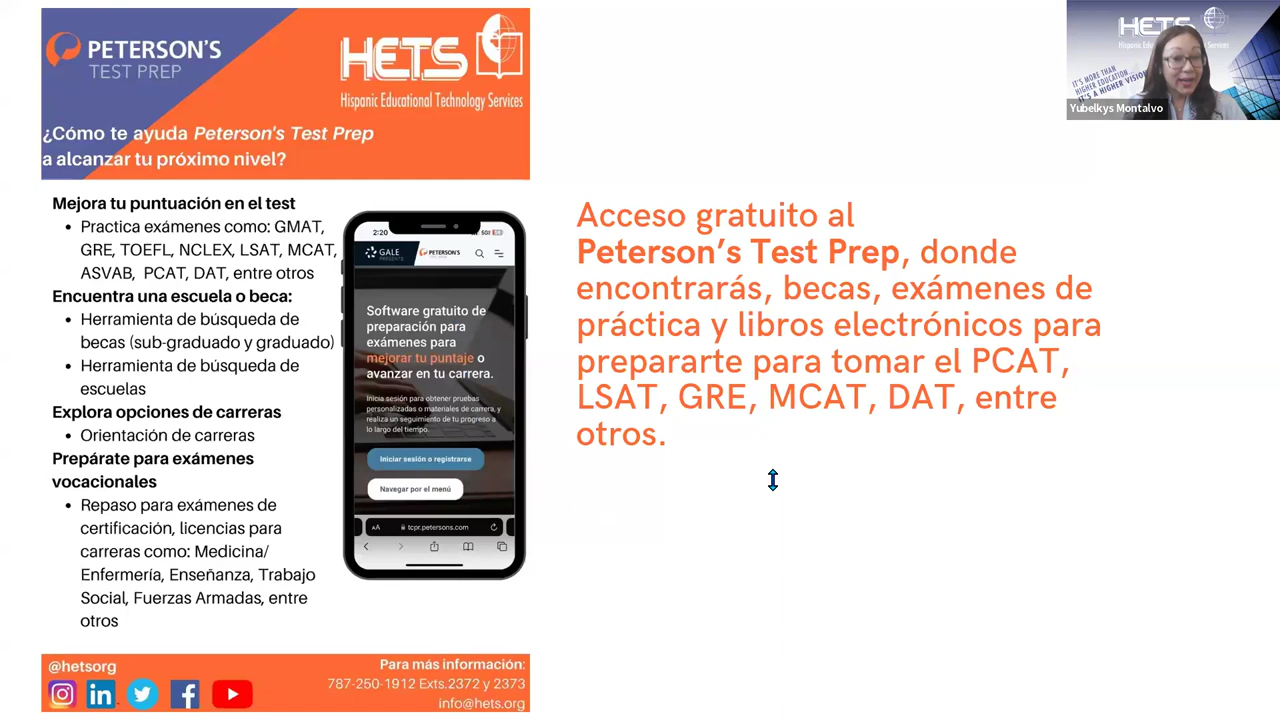 PETERSON'S
TEST PREP
HETS
Hispanic Educational Technology Services
¿Cómo te ayuda Peterson's Test Prep
a alcanzar tu próximo nivel?
Mejora tu puntuación en el test
• Practica exámenes como: GMAT,
GRE, TOEFL, NCLEX, LSAT, MCAT,
ASVAB, PCAT, DAT, entre otros
Encuentra una escuela o beca:
• Herramienta de búsqueda de
becas (sub-graduado y graduado)
• Herramienta de búsqueda de
escuelas
Explora opciones de carreras
• Orientación de carreras
Prepárate para exámenes
vocacionales
• Repaso para exámenes de
certificación, licencias para
carreras como: Medicina/
Enfermería, Enseñanza, Trabajo
Social, Fuerzas Armadas, entre
otros
2:20
5G
GALE
PRESENTS
PETERSON'S
TEST PREP
Software gratuito de
preparación para
exámenes para
mejorar tu puntaje o
avanzar en tu carrera.
Inicia sesión para obtener pruebas
personalizadas o materiales de carrera, y
realiza un seguimiento de tu progreso a
lo largo del tiempo.
Iniciar sesión o registrarse
Navegar por el menú
AA
tcpr.petersons.com
@hetsorg
Para más información:
787-250-1912 Exts.2372 y 2373
info@hets.org
Acceso gratuito al
Peterson's Test Prep, donde
encontrarás, becas, exámenes de
práctica y libros electrónicos para
prepararte para tomar el PCAT,
LSAT, GRE, MCAT, DAT, entre
otros.
HETS
Hispanic Services
IT'S MORE THAN
HIGHER EDUCATION
IT'S A HIGHER VISION
Yubelkys Montalvo